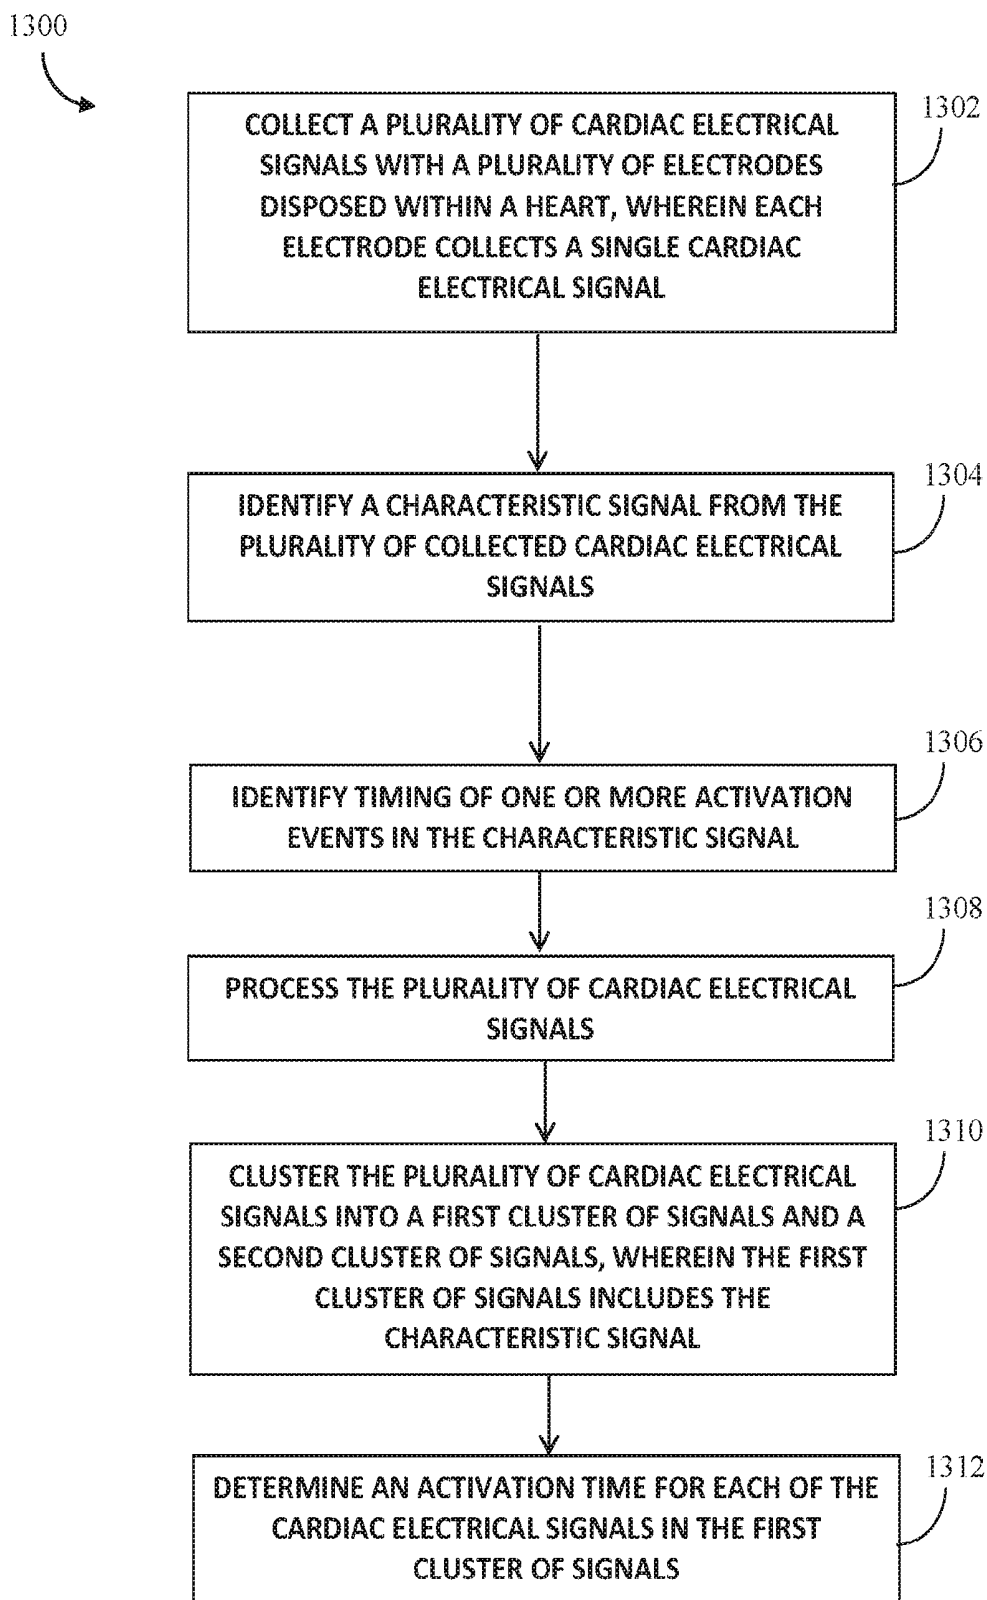 1300
1302
COLLECT A PLURALITY OF CARDIAC ELECTRICAL
SIGNALS WITH A PLURALITY OF ELECTRODES
DISPOSED WITHIN A HEART, WHEREIN EACH
ELECTRODE COLLECTS A SINGLE CARDIAC
ELECTRICAL SIGNAL
1304
IDENTIFY A CHARACTERISTIC SIGNAL FROM THE
PLURALITY OF COLLECTED CARDIAC ELECTRICAL
SIGNALS
1306
IDENTIFY TIMING OF ONE OR MORE ACTIVATION
EVENTS IN THE CHARACTERISTIC SIGNAL
1308
PROCESS THE PLURALITY OF CARDIAC ELECTRICAL
SIGNALS
1310
CLUSTER THE PLURALITY OF CARDIAC ELECTRICAL
SIGNALS INTO A FIRST CLUSTER OF SIGNALS AND A
SECOND CLUSTER OF SIGNALS, WHEREIN THE FIRST
CLUSTER OF SIGNALS INCLUDES THE
CHARACTERISTIC SIGNAL
1312
DETERMINE AN ACTIVATION TIME FOR EACH OF THE
CARDIAC ELECTRICAL SIGNALS IN THE FIRST
CLUSTER OF SIGNALS